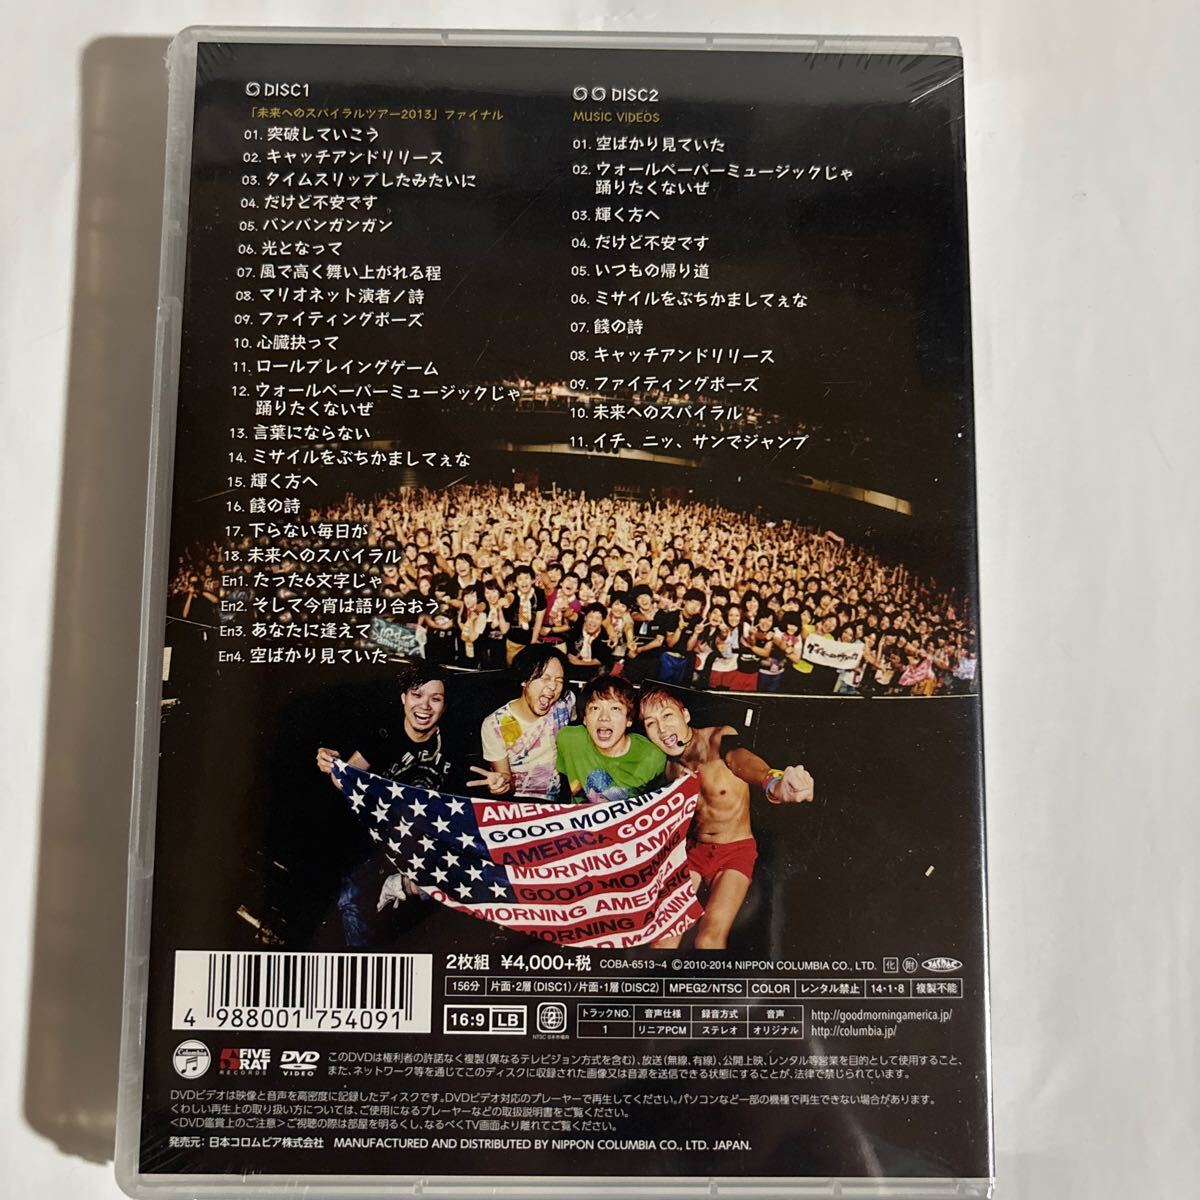 DISC1
「未来へのスパイラルツアー2013」ファイナル
01. 突破していこう
02. キャッチアンドリリース
03. タイムスリップしたみたいに
04. だけど不安です
05. バンバンガンガン
06. 光となって
07. 風で高く舞い上がれる程
08. マリオネット演者ノ詩
09. ファイティングポーズ
10. 心臓抉って
11. ロールプレイングゲーム
12. ウォールペーパーミュージックじゃ
踊りたくないぜ
13. 言葉にならない
14. ミサイルをぶちかましてぇな
15. 輝く方へ
16. 餞の詩
17. 下らない毎日が
18. 未来へのスパイラル
En1. たった6文字じゃ
En2. そして今宵は語り合おう
En3. あなたに逢えて
En4. 空ばかり見ていた
DISC2
MUSIC VIDEOS
01. 空ばかり見ていた
02. ウォールペーパーミュージックじゃ
踊りたくないぜ
03. 輝く方へ
04. だけど不安です
05. いつもの帰り道
06. ミサイルをぶちかましてぇな
07. 餞の詩
08. キャッチアンドリリース
09. ファイティングポーズ
10. 未来へのスパイラル
11. イチ、ニッ、サンでジャンプ
AMERICA
GOOD MORNING
AMERICA GOOD
MORNING AMERICA
GOOD MORNING
MORNING AMERICA
GOOD MORNING
2枚組 ¥4,000+税 COBA-6513~4 Ⓒ2010-2014 NIPPON COLUMBIA CO., LTD. 化 附 JASRAC
156分 片面・2層(DISC1)/片面・1層(DISC2) MPEG2/NTSC COLOR レンタル禁止 14・1・8 複製不能
16:9 LB 2 NTSC 日本市場向
トラックNO. 音声仕様 録音方式 音声
1 リニアPCM ステレオ オリジナル
http://goodmorningamerica.jp/
http://columbia.jp/
4 988001 754091
Columbia FIVE RAT RECORDS DVD VIDEO
このDVDは権利者の許諾なく複製(異なるテレビジョン方式を含む)、放送(無線、有線)、公開上映、レンタル等営業を目的として使用すること、
また、ネットワーク等を通じてこのディスクに収録された画像又は音源を送信できる状態にすることが、法律で禁じられています。
DVDビデオは映像と音声を高密度に記録したディスクです。DVDビデオ対応のプレーヤーで再生してください。パソコンなど一部の機種で再生できない場合があります。
くわしい再生上の取り扱い方については、ご使用になるプレーヤーなどの取扱説明書をご覧ください。
<DVD鑑賞上のご注意>ご視聴の際は部屋を明るくし、なるべくTV画面より離れてご覧ください。
発売元:日本コロムビア株式会社 MANUFACTURED AND DISTRIBUTED BY NIPPON COLUMBIA CO., LTD. JAPAN.